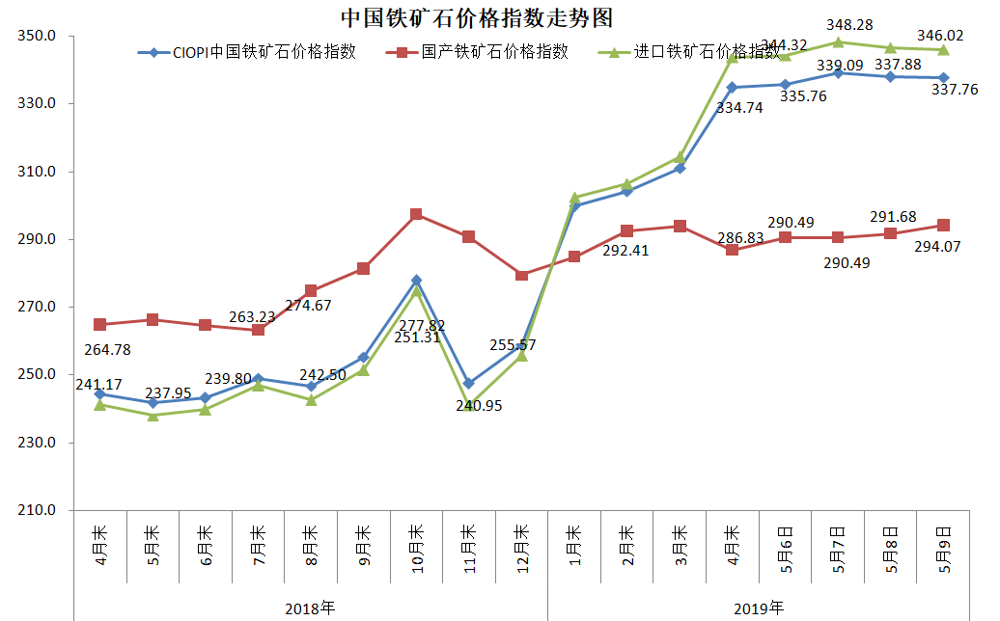 中国铁矿石价格指数走势图
CIOPI中国铁矿石价格指数
国产铁矿石价格指数
进口铁矿石价格指数
350.0
330.0
310.0
290.0
270.0
250.0
230.0
210.0
348.28
344.32
346.02
339.09
337.88
334.74
335.76
337.76
290.49
291.68
286.83
292.41
290.49
294.07
264.78
263.23
274.67
277.82
251.31
255.57
241.17
237.95
239.80
242.50
240.95
4月末
5月末
6月末
7月末
8月末
9月末
10月末
11月末
12月末
1月末
2月末
3月末
4月末
5月6日
5月7日
5月8日
5月9日
2018年
2019年